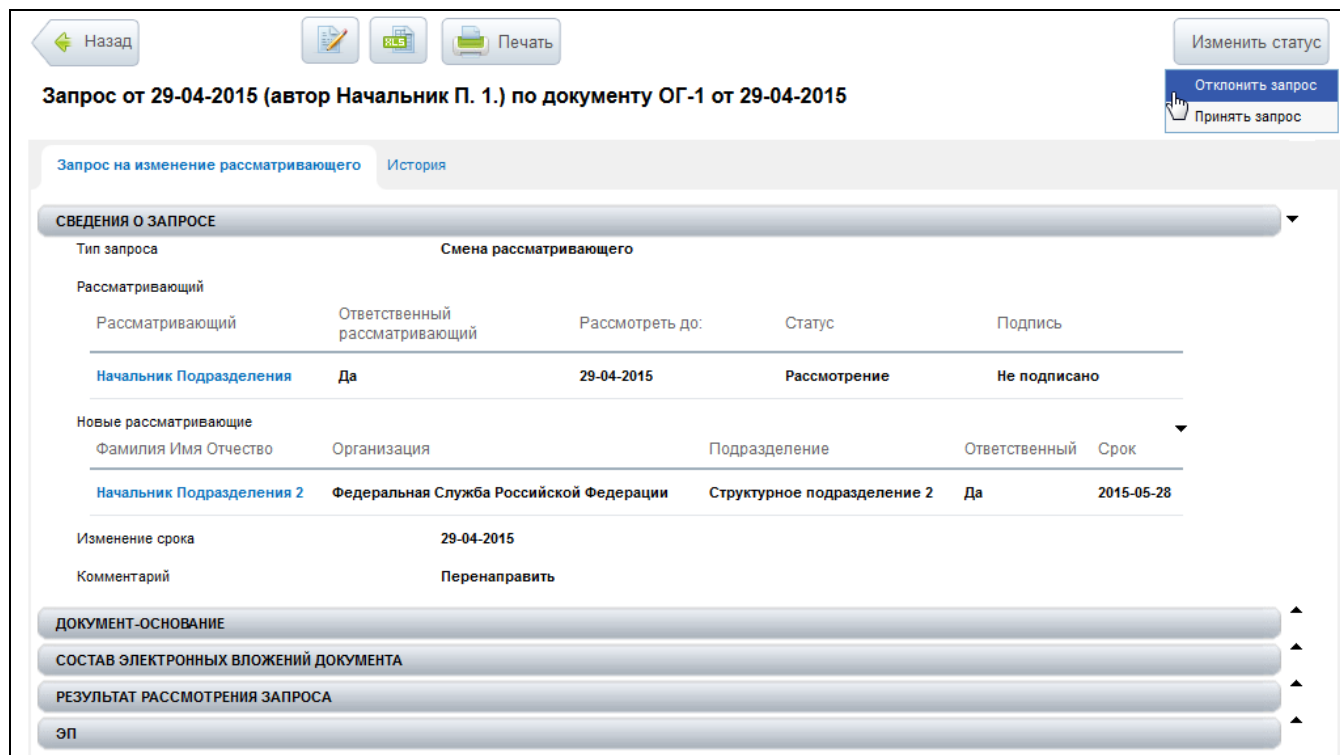 Назад
XLS
Печать
Изменить статус
Отклонить запрос
Принять запрос
Запрос от 29-04-2015 (автор Начальник П. 1.) по документу ОГ-1 от 29-04-2015
Запрос на изменение рассматривающего История
СВЕДЕНИЯ О ЗАПРОСЕ
Тип запроса Смена рассматривающего
Рассматривающий
Рассматривающий Ответственный рассматривающий Рассмотреть до: Статус Подпись
Начальник Подразделения Да 29-04-2015 Рассмотрение Не подписано
Новые рассматривающие
Фамилия Имя Отчество Организация Подразделение Ответственный Срок
Начальник Подразделения 2 Федеральная Служба Российской Федерации Структурное подразделение 2 Да 2015-05-28
Изменение срока 29-04-2015
Комментарий Перенаправить
ДОКУМЕНТ-ОСНОВАНИЕ
СОСТАВ ЭЛЕКТРОННЫХ ВЛОЖЕНИЙ ДОКУМЕНТА
РЕЗУЛЬТАТ РАССМОТРЕНИЯ ЗАПРОСА
ЭП